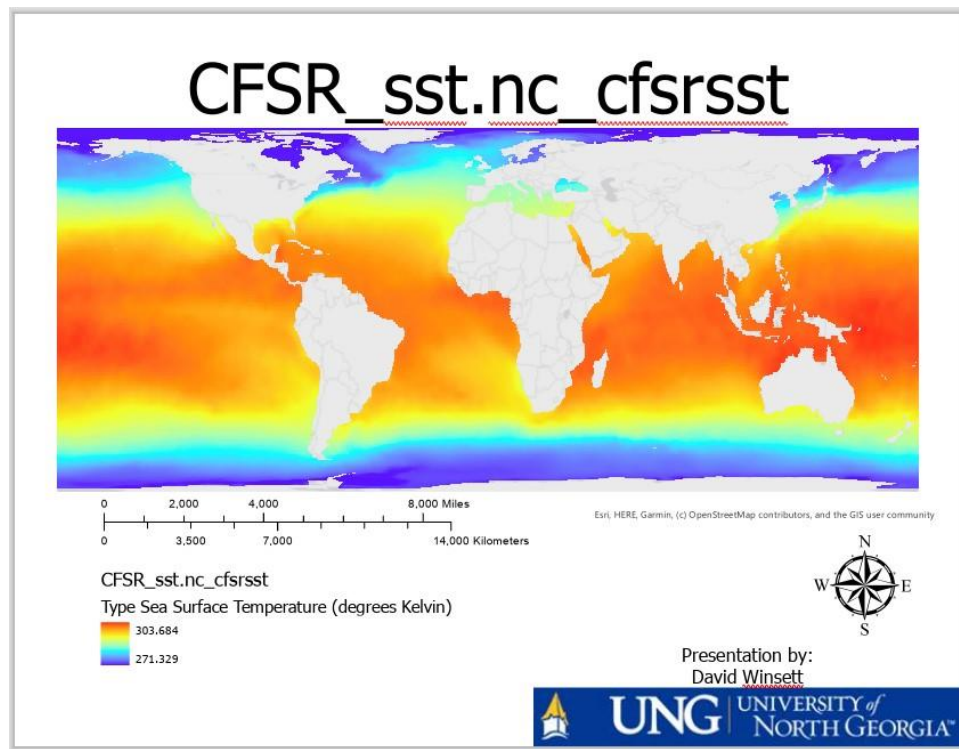 CFSR_sst.nc_cfsrsst
0 2,000 4,000 8,000 Miles
0 3,500 7,000 14,000 Kilometers
Esri, HERE, Garmin, (c) OpenStreetMap contributors, and the GIS user community
N
W E
S
CFSR_sst.nc_cfsrsst
Type Sea Surface Temperature (degrees Kelvin)
303.684
271.329
Presentation by:
David Winsett
UNG UNIVERSITY of
NORTH GEORGIA™